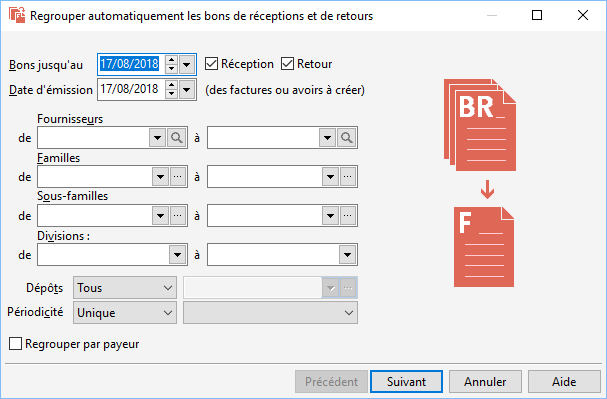 Regrouper automatiquement les bons de réceptions et de retours
Bons jusqu'au 17/08/2018 Réception Retour
Date d'émission 17/08/2018 (des factures ou avoirs à créer)
Fournisseurs
de à
Familles
de à
Sous-familles
de à
Divisions :
de à
Dépôts Tous
Périodicité Unique
Regrouper par payeur
BR
F
Précédent Suivant Annuler Aide